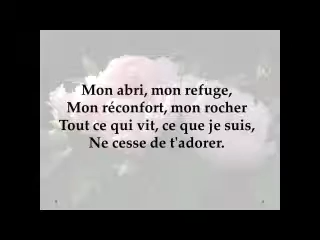 Mon abri, mon refuge,
Mon réconfort, mon rocher
Tout ce qui vit, ce que je suis,
Ne cesse de t'adorer.